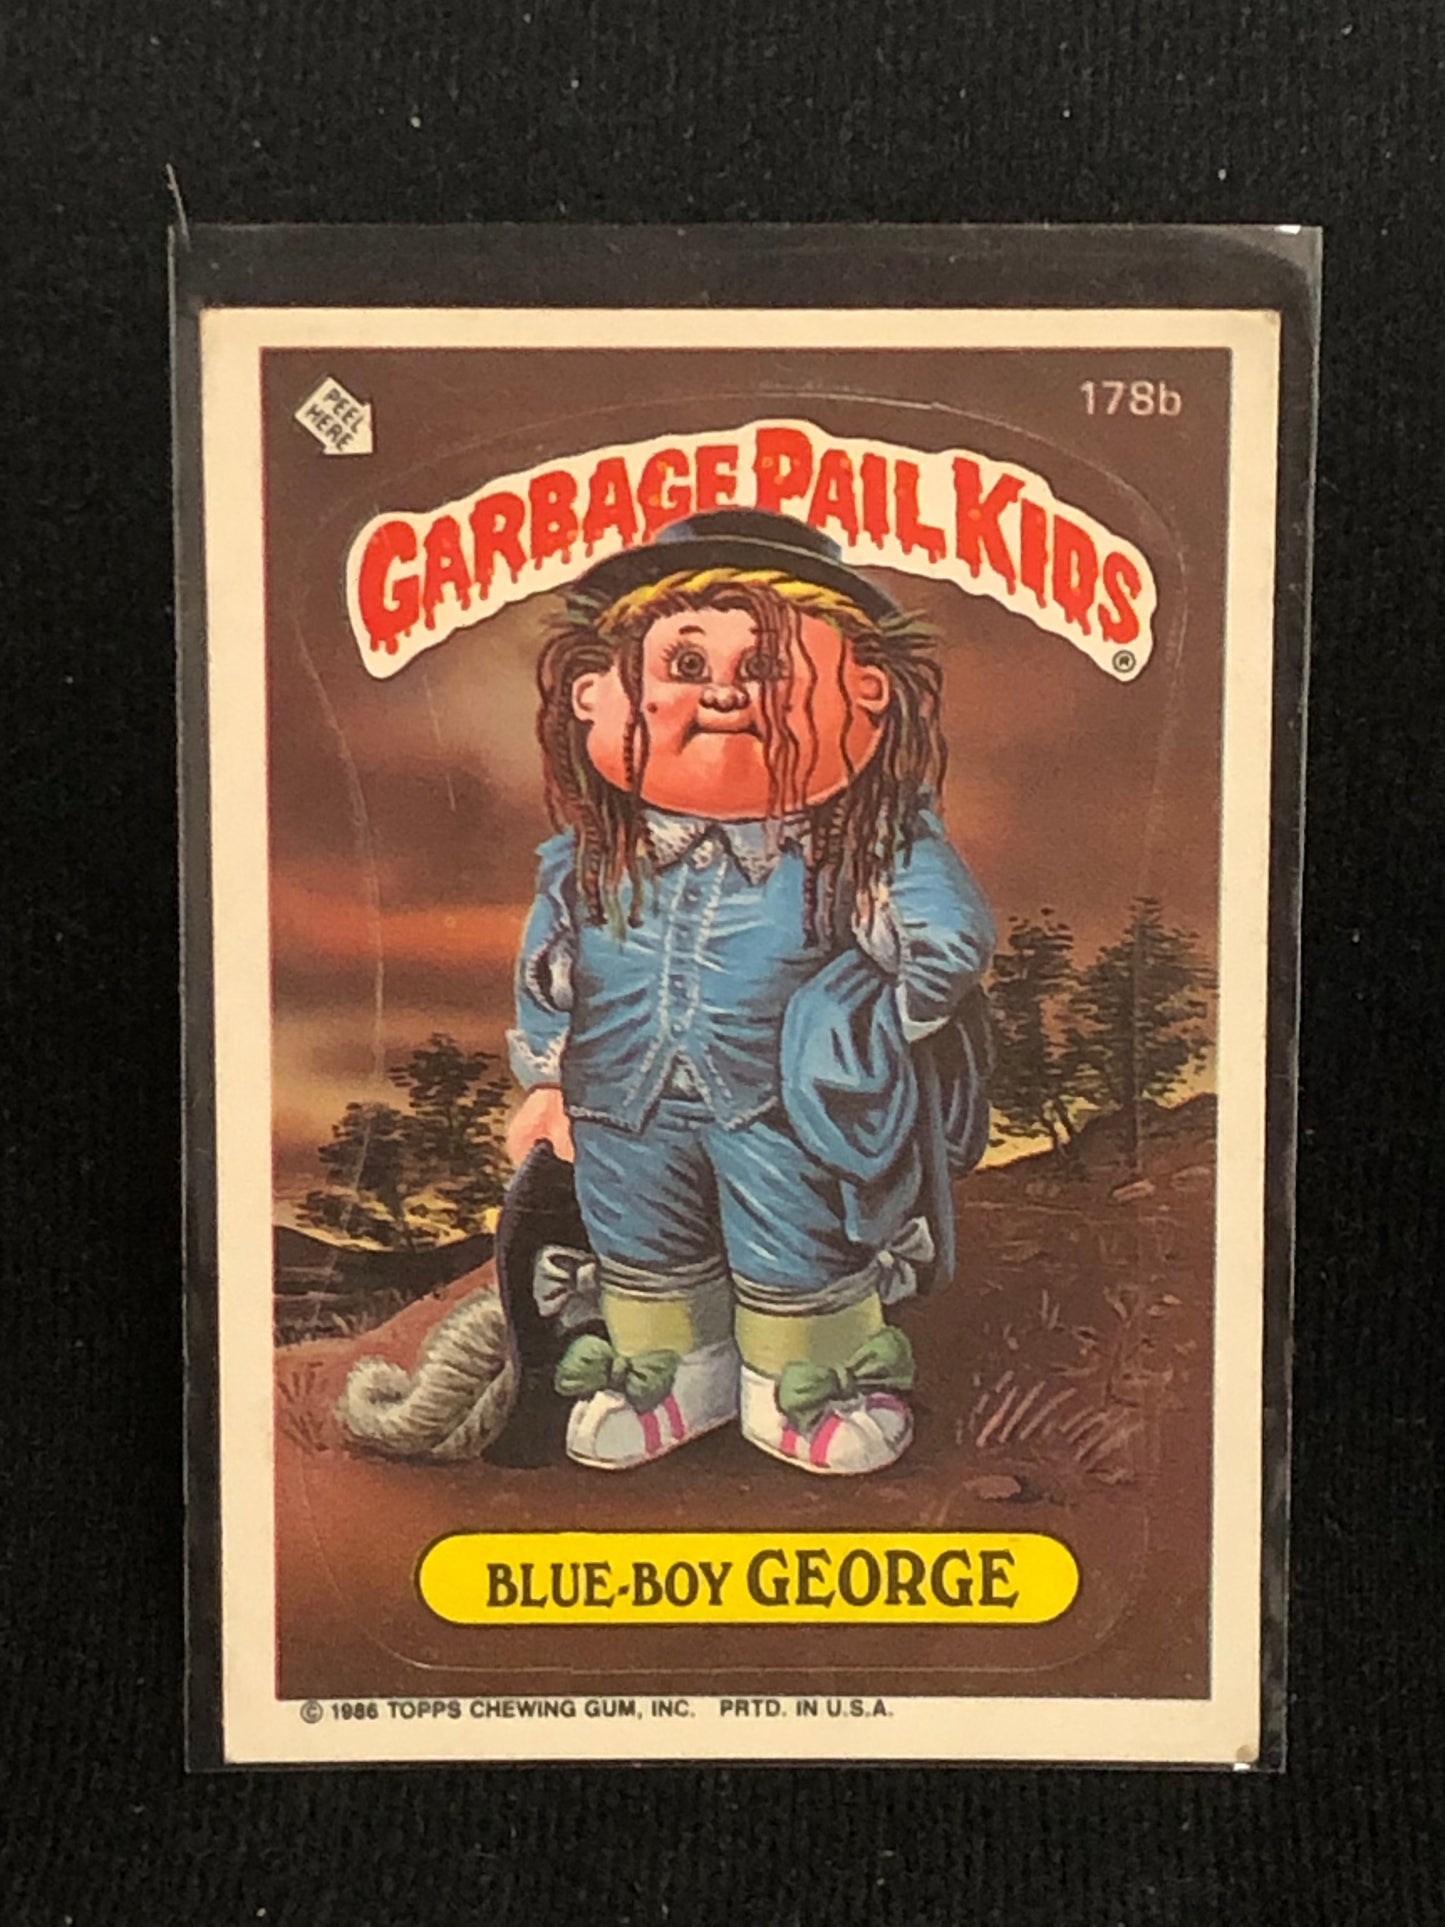 PEEL
HERE
178b
GARBAGE PAIL KIDS
®
BLUE-BOY GEORGE
© 1986 TOPPS CHEWING GUM, INC. PRTD. IN U.S.A.